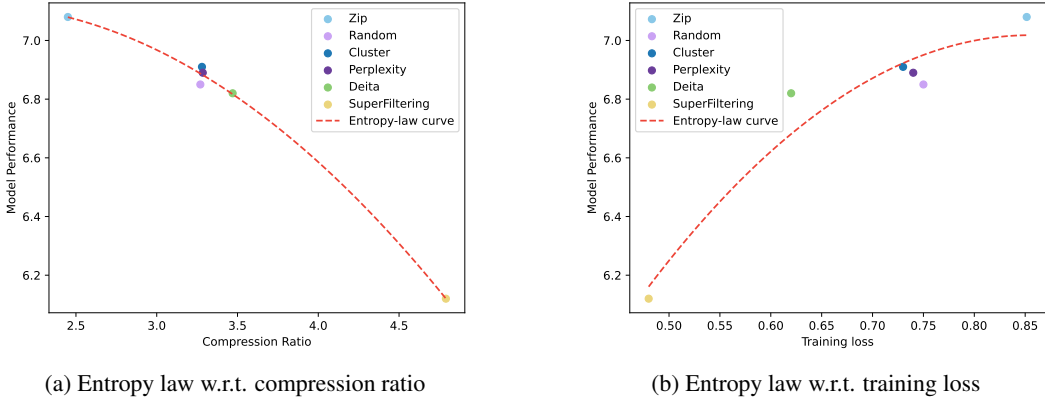 7.0
6.8
6.6
6.4
6.2
Model Performance
2.5 3.0 3.5 4.0 4.5
Compression Ratio
Zip
Random
Cluster
Perplexity
Deita
SuperFiltering
Entropy-law curve
(a) Entropy law w.r.t. compression ratio
7.0
6.8
6.6
6.4
6.2
Model Performance
0.50 0.55 0.60 0.65 0.70 0.75 0.80 0.85
Training loss
Zip
Random
Cluster
Perplexity
Deita
SuperFiltering
Entropy-law curve
(b) Entropy law w.r.t. training loss